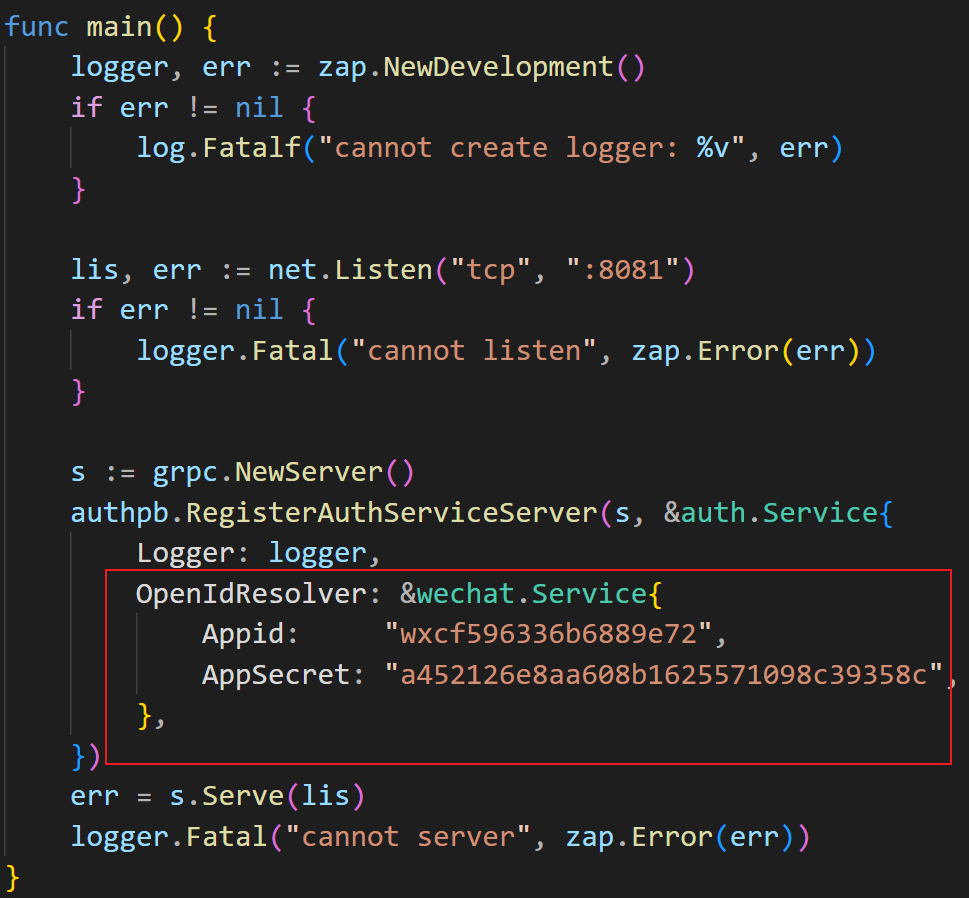 func main() {
    logger, err := zap.NewDevelopment()
    if err != nil {
        log.Fatalf("cannot create logger: %v", err)
    }

    lis, err := net.Listen("tcp", ":8081")
    if err != nil {
        logger.Fatal("cannot listen", zap.Error(err))
    }

    s := grpc.NewServer()
    authpb.RegisterAuthServiceServer(s, &auth.Service{
        Logger: logger,
        OpenIdResolver: &wechat.Service{
            Appid:     "wxcf596336b6889e72",
            AppSecret: "a452126e8aa608b1625571098c39358c",
        },
    })
    err = s.Serve(lis)
    logger.Fatal("cannot server", zap.Error(err))
}